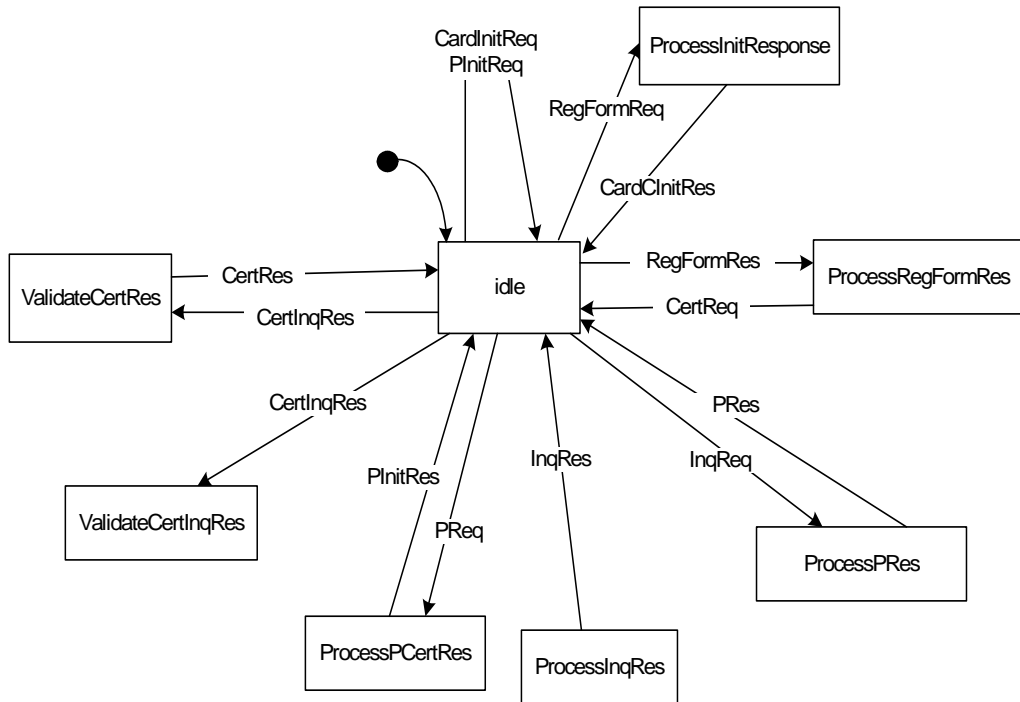 CardInitReq
PInitReq
ProcessInitResponse
RegFormReq
CardCInitRes
ValidateCertRes
CertRes
CertInqRes
idle
RegFormRes
CertReq
ProcessRegFormRes
CertInqRes
PRes
InqRes
InqReq
PInitRes
ValidateCertInqRes
PReq
ProcessPRes
ProcessPCertRes
ProcessInqRes